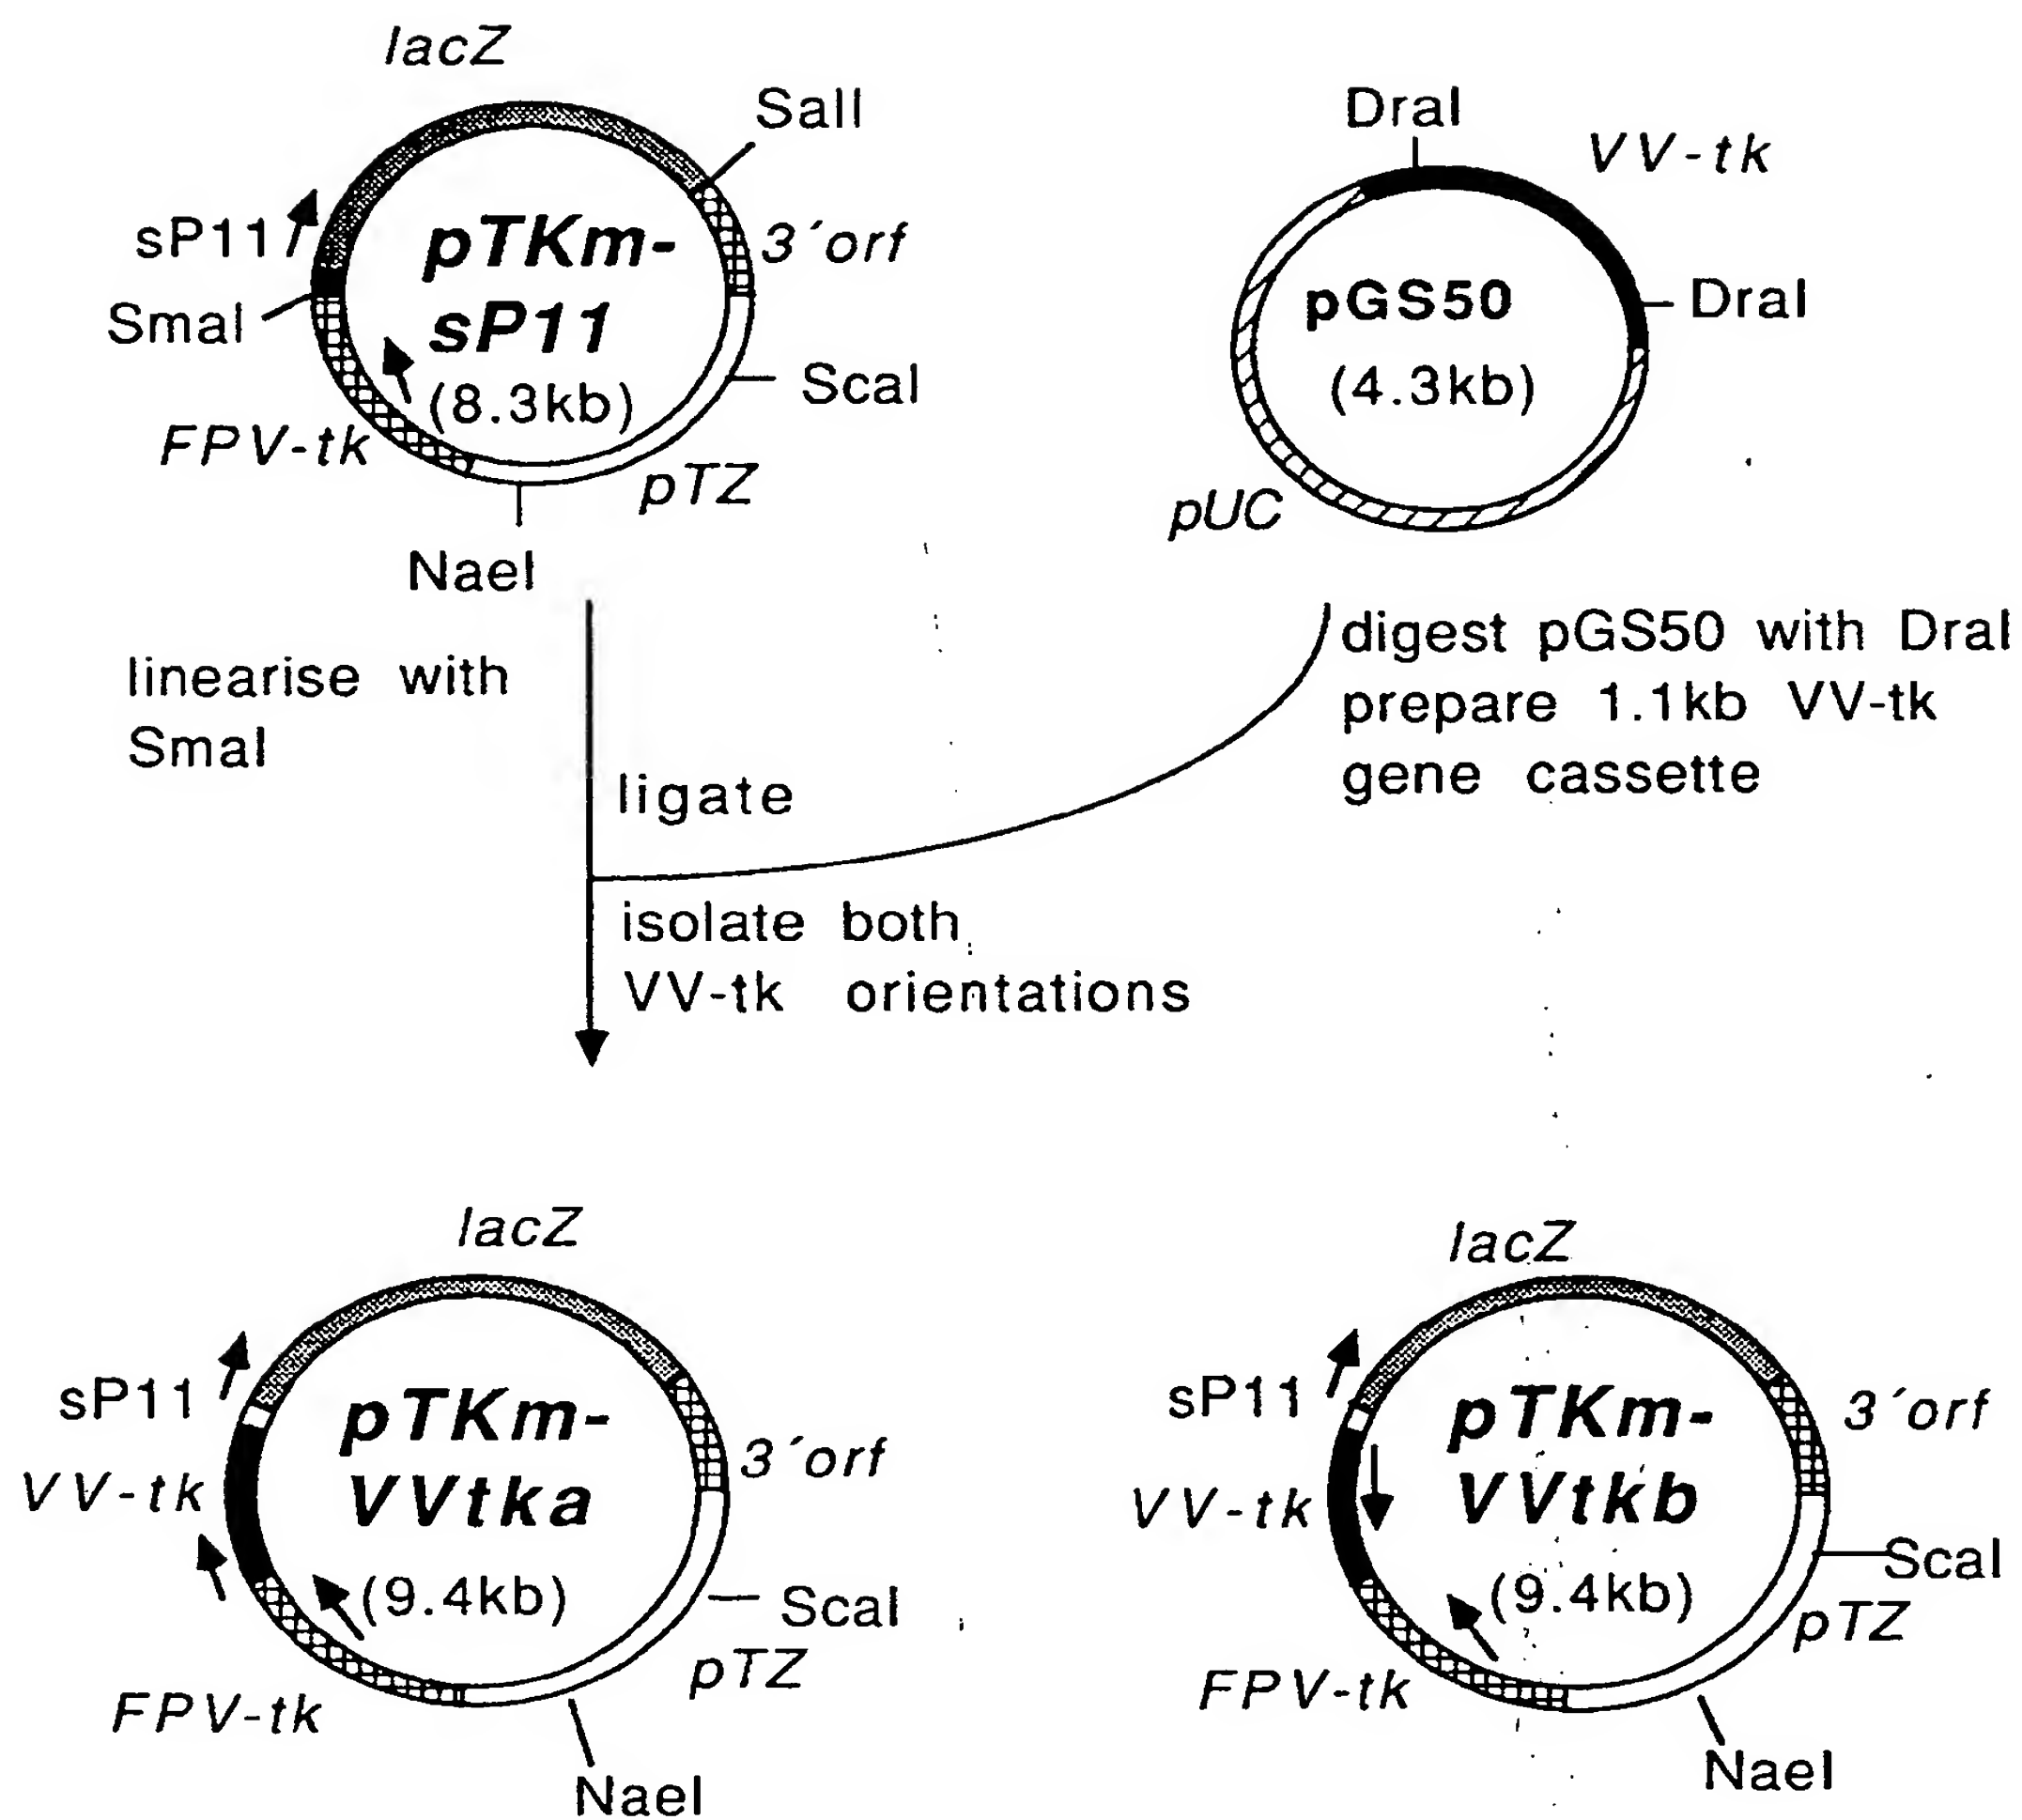 lacZ
SalI
sP11
pTKm-
sP11
(8.3kb)
3´orf
SmaI
ScaI
FPV-tk
pTZ
NaeI
DraI
VV-tk
pGS50
(4.3kb)
DraI
pUC
linearise with
SmaI
digest pGS50 with DraI
prepare 1.1kb VV-tk
gene cassette
ligate
isolate both
VV-tk orientations
lacZ
sP11
pTKm-
VVtka
(9.4kb)
3´orf
VV-tk
ScaI
pTZ
FPV-tk
NaeI
lacZ
sP11
pTKm-
VVtkb
(9.4kb)
3´orf
VV-tk
ScaI
pTZ
FPV-tk
NaeI